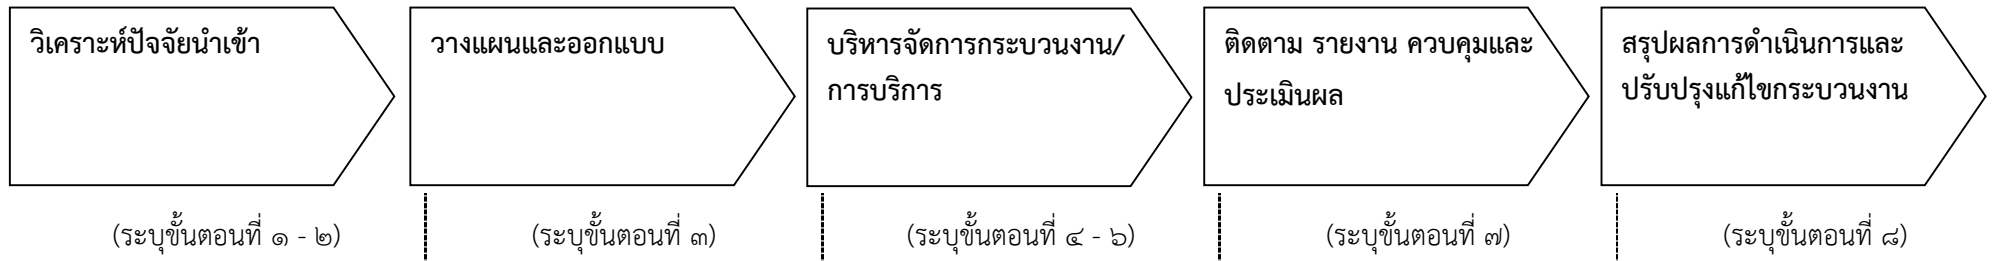 วิเคราะห์ปัจจัยนำเข้า
วางแผนและออกแบบ
บริหารจัดการกระบวนงาน/
การบริการ
ติดตาม รายงาน ควบคุมและ
ประเมินผล
สรุปผลการดำเนินการและ
ปรับปรุงแก้ไขกระบวนงาน
(ระบุขั้นตอนที่ ๑ - ๒)
(ระบุขั้นตอนที่ ๓)
(ระบุขั้นตอนที่ ๔ - ๖)
(ระบุขั้นตอนที่ ๗)
(ระบุขั้นตอนที่ ๘)